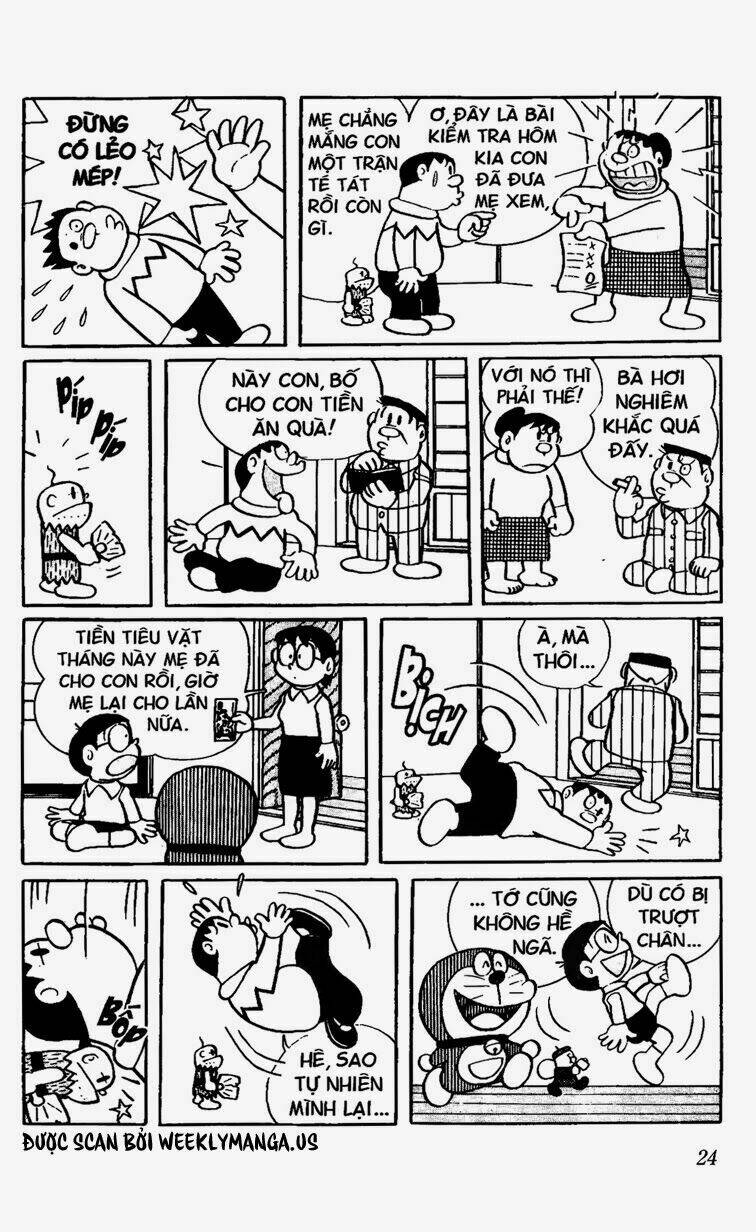 ĐỪNG
CÓ LẺO
MÉP!
MẸ CHẲNG
MẮNG CON
MỘT TRẬN
TÉ TÁT
RỒI CÒN
GÌ.
Ơ, ĐÂY LÀ BÀI
KIỂM TRA HÔM
KIA CON
ĐÃ ĐƯA
MẸ XEM,
XXX0
PÍP PÍP
NÀY CON, BỐ
CHO CON TIỀN
ĂN QUÀ!
VỚI NÓ THÌ
PHẢI THẾ!
BÀ HƠI
NGHIÊM
KHẮC QUÁ
ĐẤY.
TIỀN TIÊU VẶT
THÁNG NÀY MẸ ĐÃ
CHO CON RỒI, GIỜ
MẸ LẠI CHO LẦN
NỮA.
BỊCH
À, MÀ
THÔI...
BỐP
HÊ, SAO
TỰ NHIÊN
MÌNH LẠI...
... TỚ CŨNG
KHÔNG HỀ
NGÃ.
DÙ CÓ BỊ
TRƯỢT
CHÂN...
ĐƯỢC SCAN BỞI WEEKLYMANGA.US
24